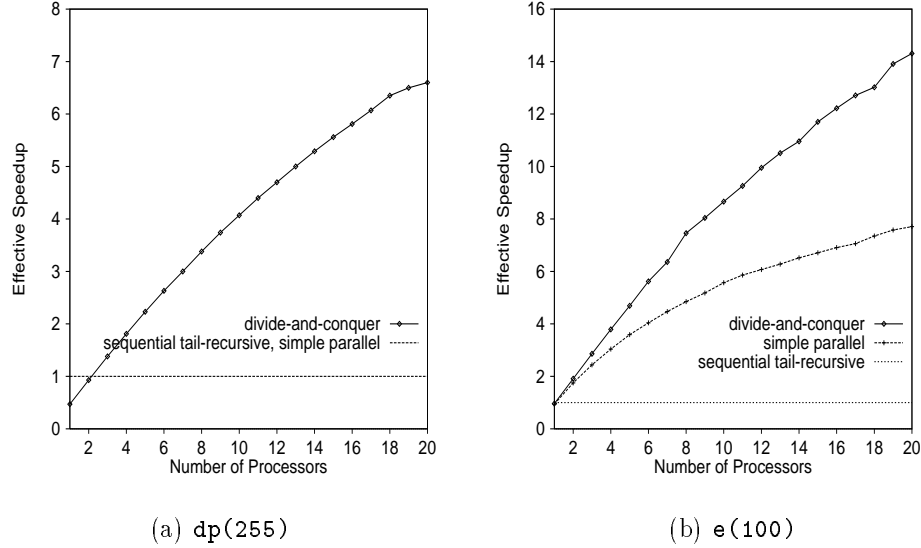 8
7
6
5
4
3
2
1
0
Effective Speedup
divide-and-conquer
sequential tail-recursive, simple parallel
2 4 6 8 10 12 14 16 18 20
Number of Processors
(a) dp(255)
16
14
12
10
8
6
4
2
0
Effective Speedup
divide-and-conquer
simple parallel
sequential tail-recursive
2 4 6 8 10 12 14 16 18 20
Number of Processors
(b) e(100)